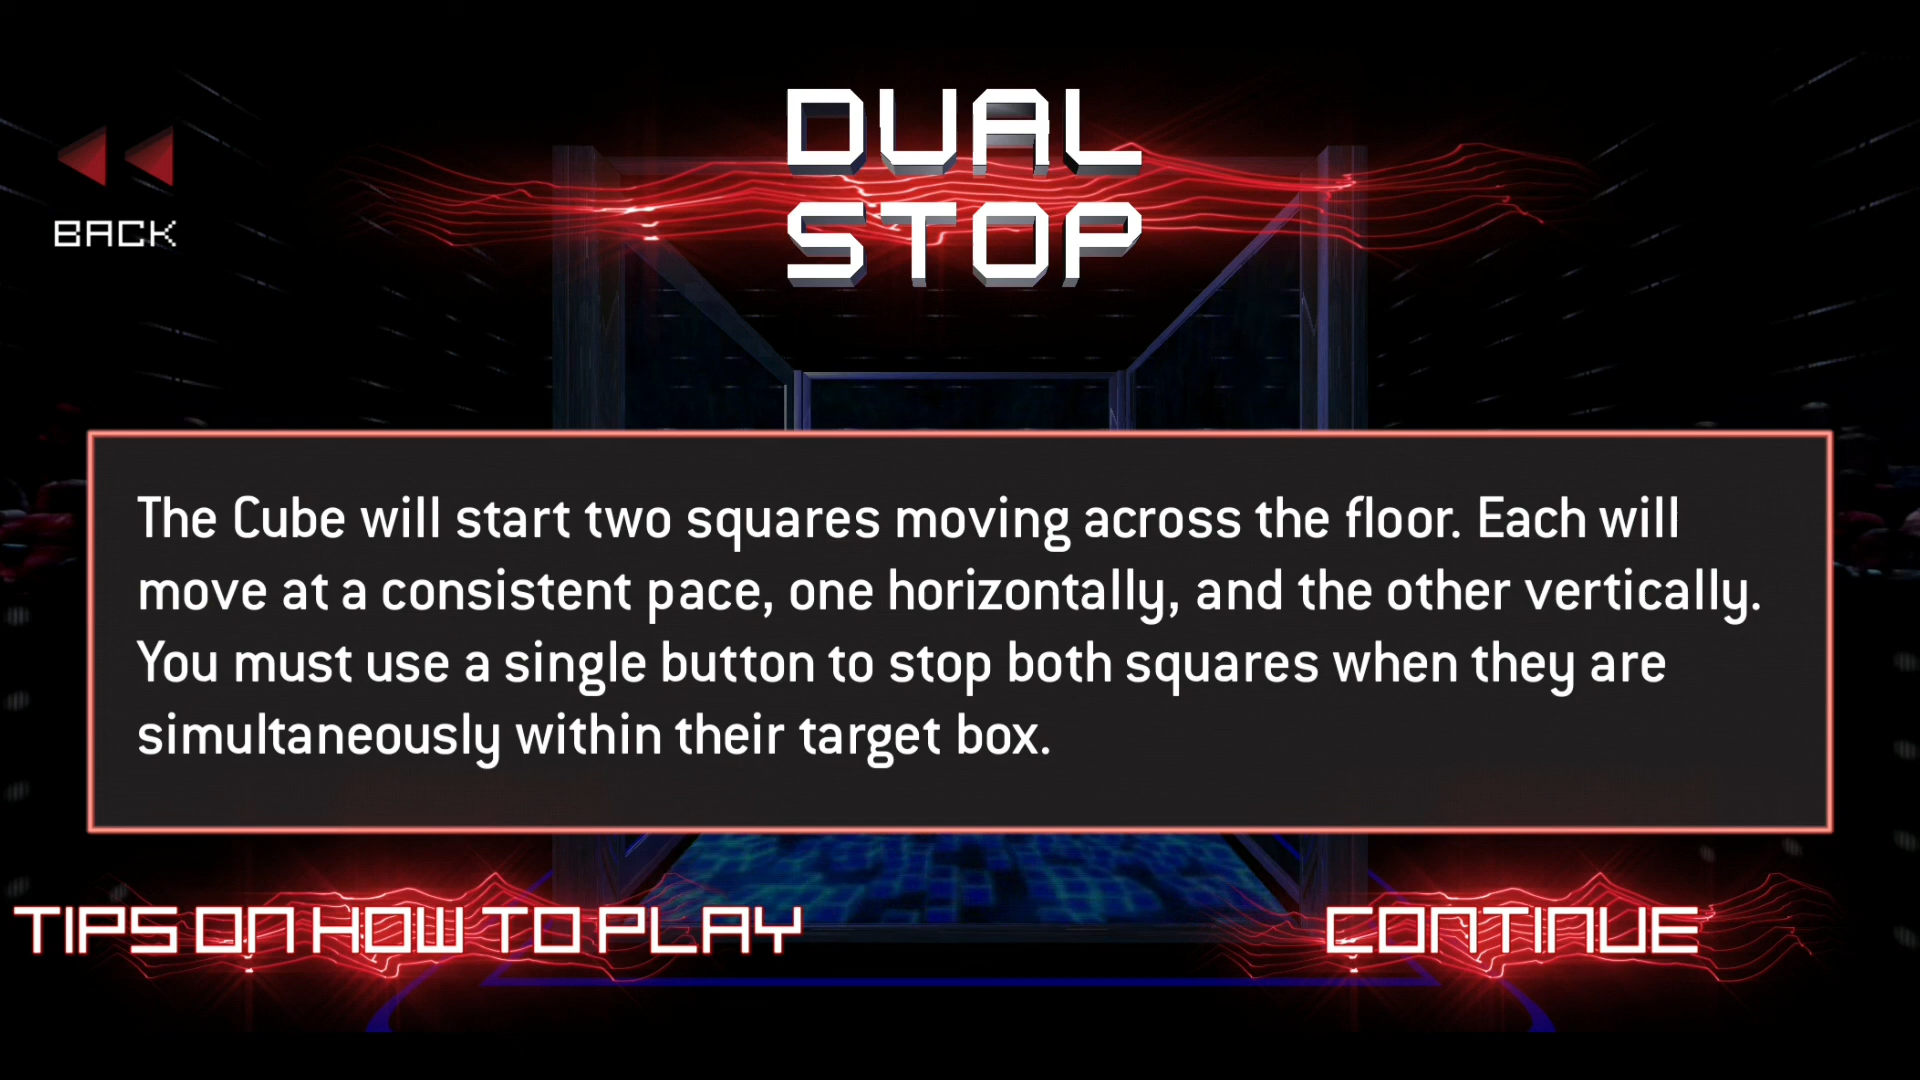 DUAL
STOP
BACK
The Cube will start two squares moving across the floor. Each will
move at a consistent pace, one horizontally, and the other vertically.
You must use a single button to stop both squares when they are
simultaneously within their target box.
TIPS ON HOW TO PLAY
CONTINUE